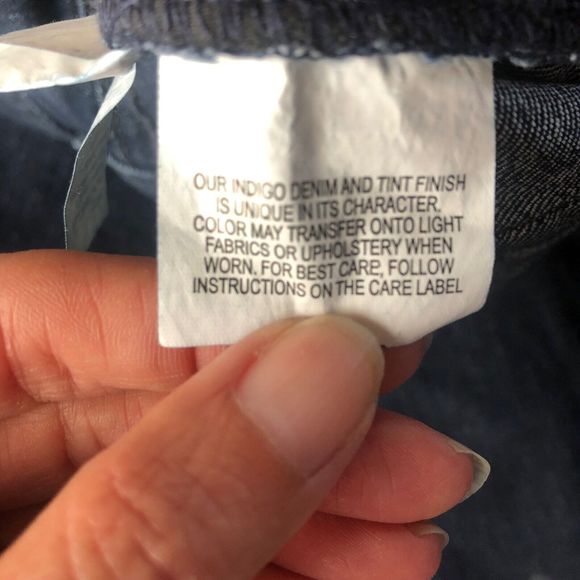 OUR INDIGO DENIM AND TINT FINISH
IS UNIQUE IN ITS CHARACTER.
COLOR MAY TRANSFER ONTO LIGHT
FABRICS OR UPHOLSTERY WHEN
WORN. FOR BEST CARE, FOLLOW
INSTRUCTIONS ON THE CARE LABEL